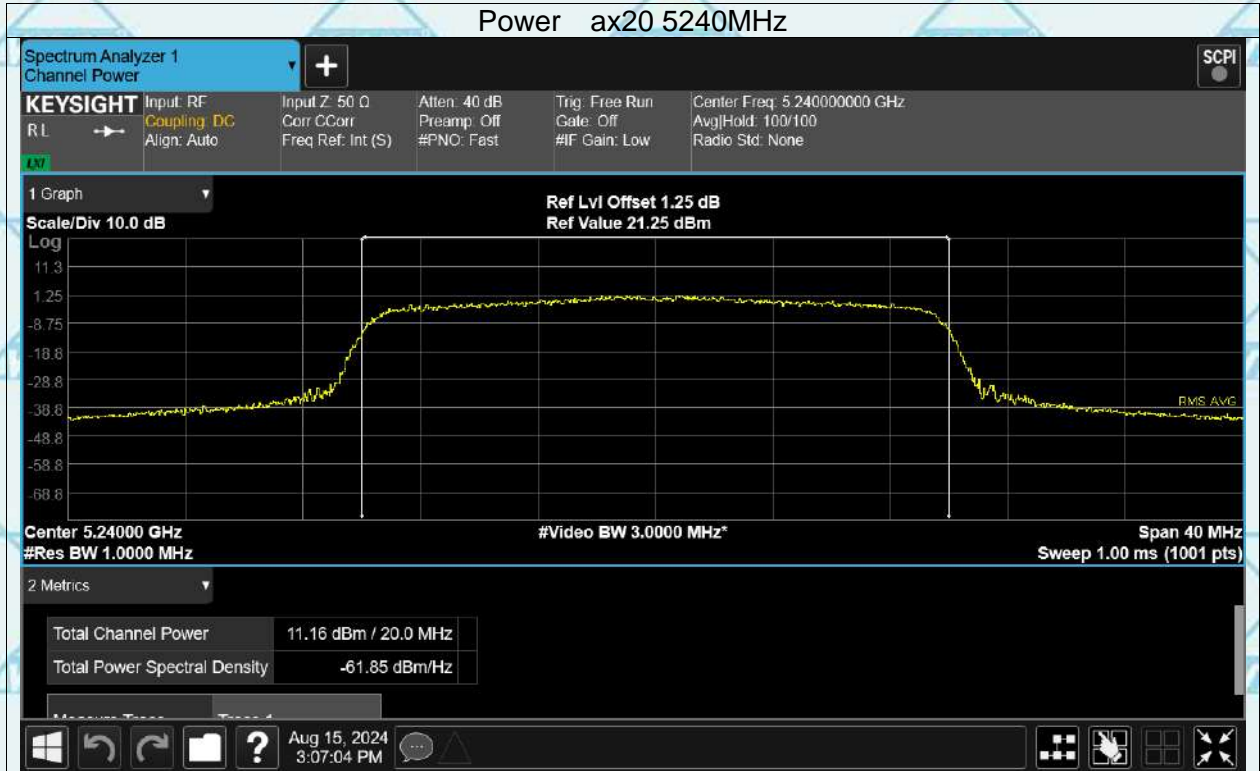 Power ax20 5240MHz
Spectrum Analyzer 1
Channel Power
+
SCPI
KEYSIGHT
RL
LXI
Input: RF
Coupling: DC
Align: Auto
Input Z: 50 Ω
Corr CCorr
Freq Ref: Int (S)
Atten: 40 dB
Preamp: Off
#PNO: Fast
Trig: Free Run
Gate: Off
#IF Gain: Low
Center Freq: 5.240000000 GHz
Avg|Hold: 100/100
Radio Std: None
1 Graph
Scale/Div 10.0 dB
Ref Lvl Offset 1.25 dB
Ref Value 21.25 dBm
Log
11.3
1.25
-8.75
-18.8
-28.8
-38.8
-48.8
-58.8
-68.8
RMS AVG
Center 5.24000 GHz
#Video BW 3.0000 MHz*
Span 40 MHz
#Res BW 1.0000 MHz
Sweep 1.00 ms (1001 pts)
2 Metrics
Total Channel Power 11.16 dBm / 20.0 MHz
Total Power Spectral Density -61.85 dBm/Hz
?
Aug 15, 2024
3:07:04 PM